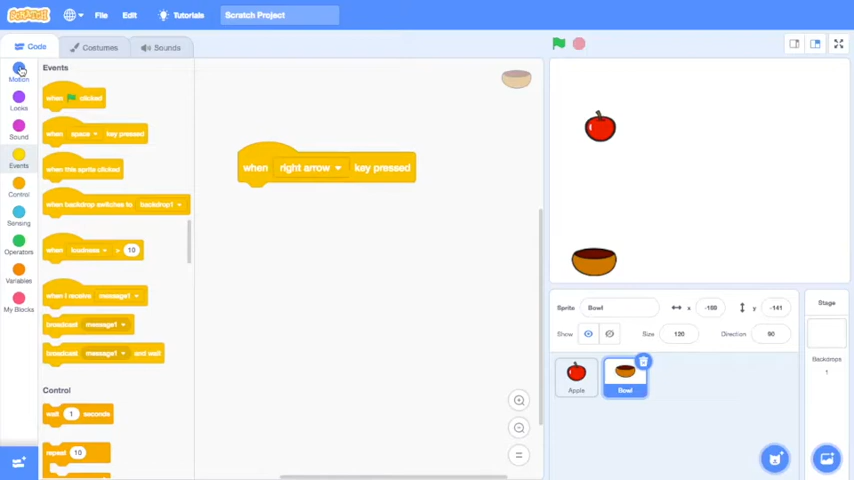 SCRATCH File Edit Tutorials Scratch Project
Code Costumes Sounds
Motion
Looks
Sound
Events
Control
Sensing
Operators
Variables
My Blocks
Events
when clicked
when space key pressed
when this sprite clicked
when backdrop switches to backdrop1
when loudness > 10
when I receive message1
broadcast message1
broadcast message1 and wait
Control
wait 1 seconds
repeat 10
when right arrow key pressed
Sprite Bowl x y -141
Show Size 120 Direction 90
Apple
Bowl
Stage
Backdrops
1